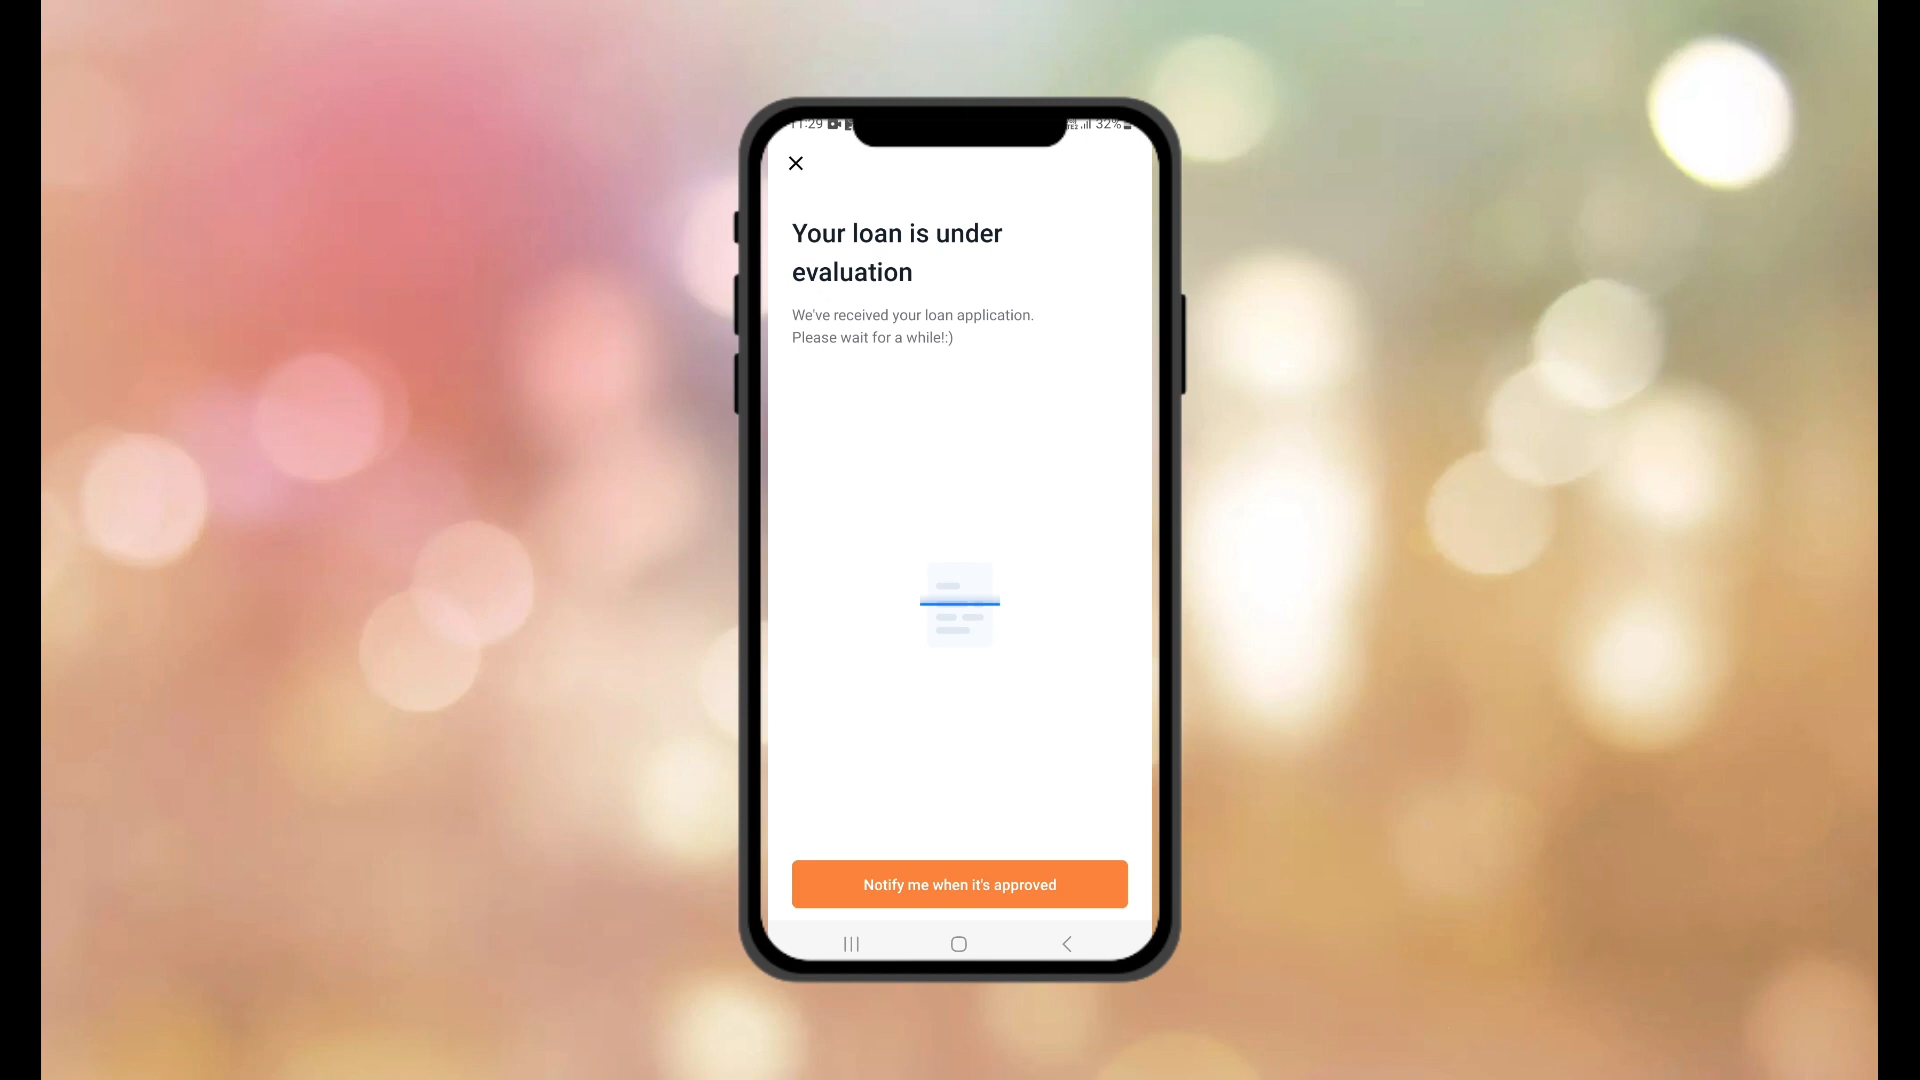 11:29
32%
Your loan is under
evaluation
We've received your loan application.
Please wait for a while!:)
Notify me when it's approved